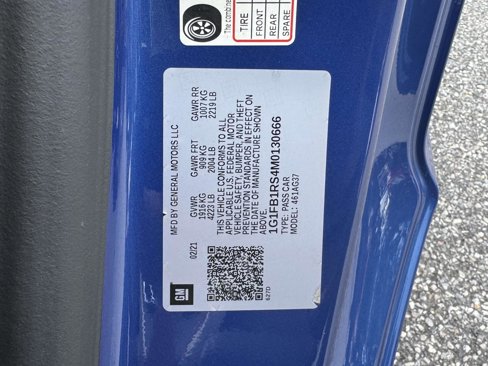 The combine
TIRE
FRONT
REAR
SPARE
MFD BY GENERAL MOTORS LLC
02/21 GVWR GAWR FRT GAWR RR
1916 KG 909 KG 1007 KG
4223 LB 2004 LB 2219 LB
THIS VEHICLE CONFORMS TO ALL
APPLICABLE U.S. FEDERAL MOTOR
VEHICLE SAFETY, BUMPER, AND THEFT
PREVENTION STANDARDS IN EFFECT ON
THE DATE OF MANUFACTURE SHOWN
ABOVE.
1G1FB1RS4M0130666
TYPE: PASS CAR
MODEL: 461AG37
GM
627D